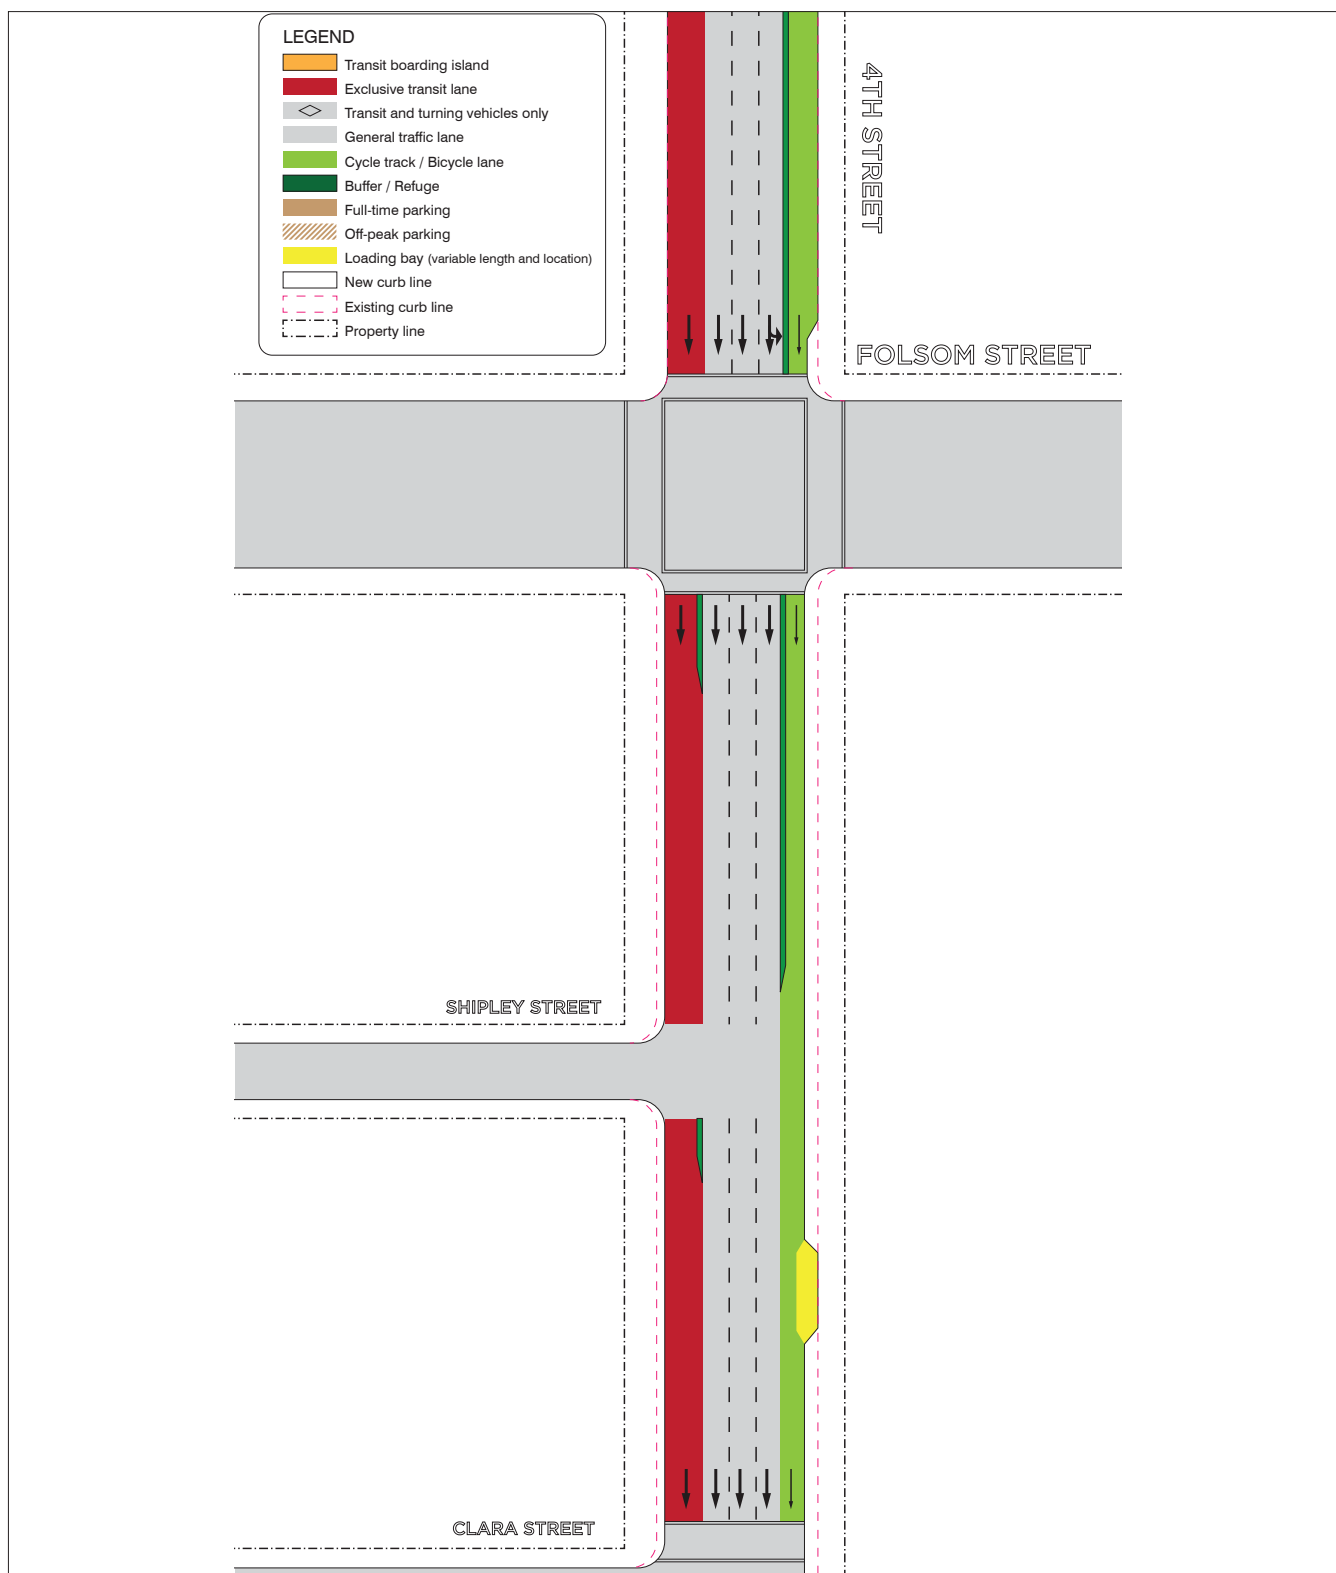 LEGEND
Transit boarding island
Exclusive transit lane
Transit and turning vehicles only
General traffic lane
Cycle track / Bicycle lane
Buffer / Refuge
Full-time parking
Off-peak parking
Loading bay (variable length and location)
New curb line
Existing curb line
Property line
4TH STREET
FOLSOM STREET
SHIPLEY STREET
CLARA STREET